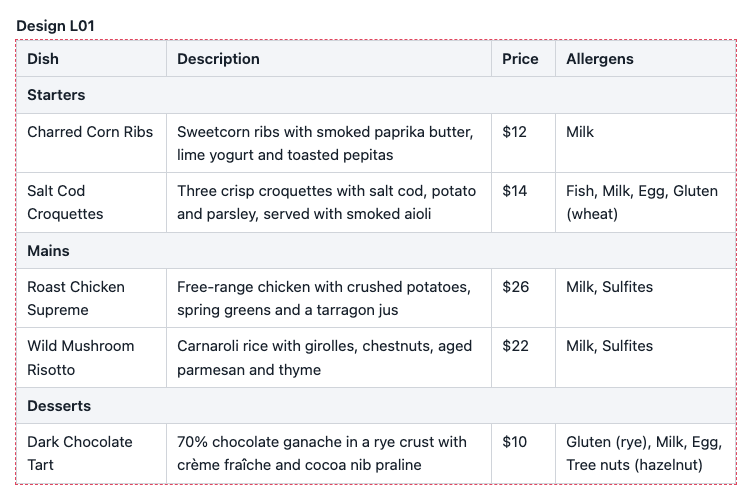 Design L01
Dish Description Price Allergens
Starters
Charred Corn Ribs Sweetcorn ribs with smoked paprika butter, $12 Milk
lime yogurt and toasted pepitas
Salt Cod Three crisp croquettes with salt cod, potato $14 Fish, Milk, Egg, Gluten
Croquettes and parsley, served with smoked aioli (wheat)
Mains
Roast Chicken Free-range chicken with crushed potatoes, $26 Milk, Sulfites
Supreme spring greens and a tarragon jus
Wild Mushroom Carnaroli rice with girolles, chestnuts, aged $22 Milk, Sulfites
Risotto parmesan and thyme
Desserts
Dark Chocolate 70% chocolate ganache in a rye crust with $10 Gluten (rye), Milk, Egg,
Tart crème fraîche and cocoa nib praline Tree nuts (hazelnut)